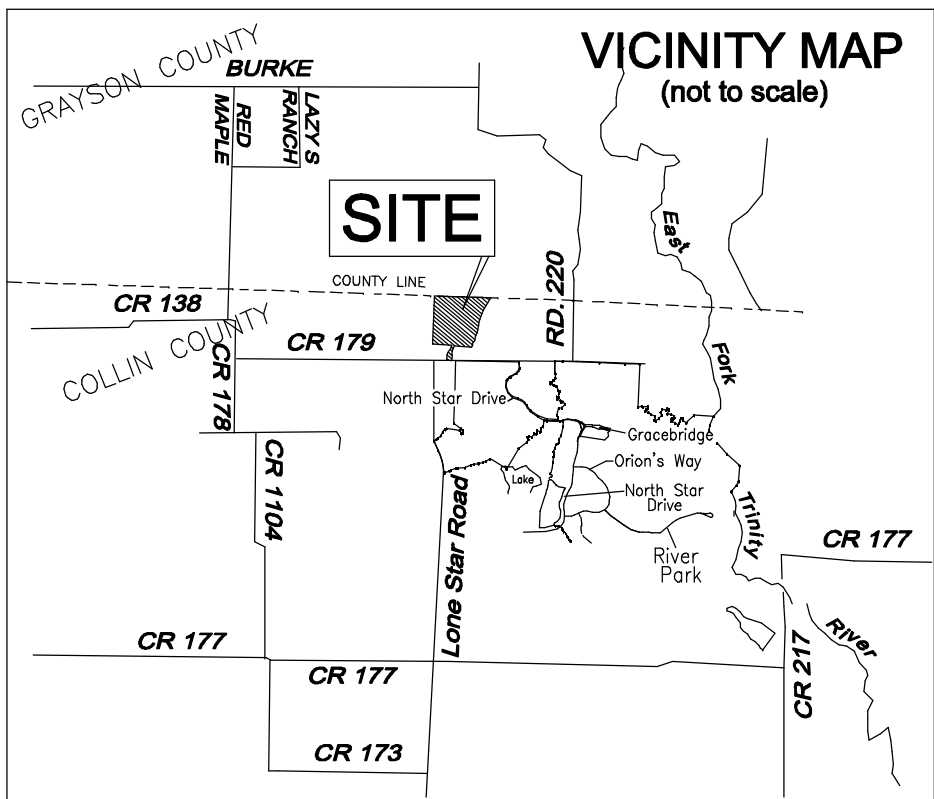 VICINITY MAP
(not to scale)
GRAYSON COUNTY
BURKE
RED
MAPLE
LAZY S
RANCH
SITE
East
COUNTY LINE
RD. 220
CR 138
COLLIN COUNTY
CR 179
Fork
CR 178
North Star Drive
Gracebridge
CR 1104
Orion's Way
Lake
North Star
Drive
Lone Star Road
Trinity
River
Park
CR 177
CR 177
River
CR 177
CR 217
CR 173